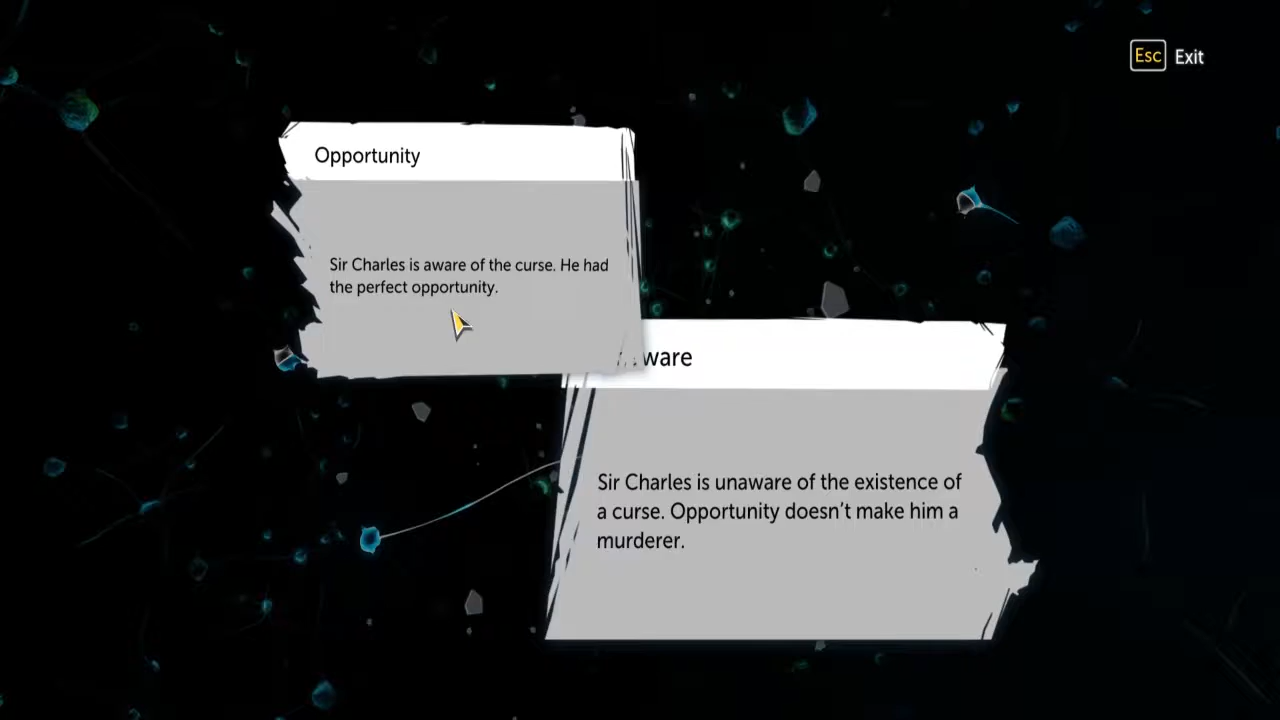 Esc Exit
Opportunity
Sir Charles is aware of the curse. He had
the perfect opportunity.
Sir Charles is unaware of the existence of
a curse. Opportunity doesn't make him a
murderer.